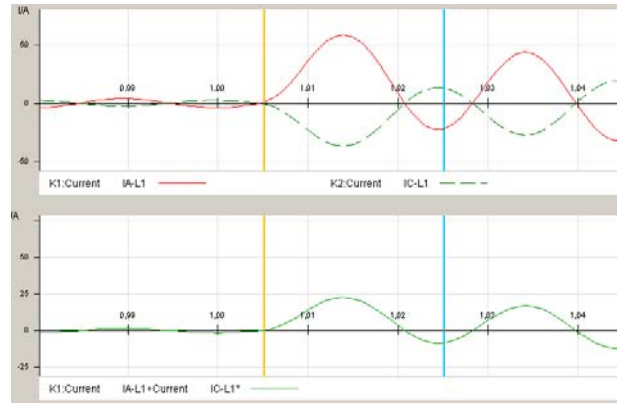 I/A
50
0,99 1,00 1,01 1,02 1,03 1,04
0
-50
K1:Current IA-L1 K2:Current IC-L1
I/A
50
25
0,99 1,00 1,01 1,02 1,03 1,04
0
-25
K1:Current IA-L1+Current IC-L1*